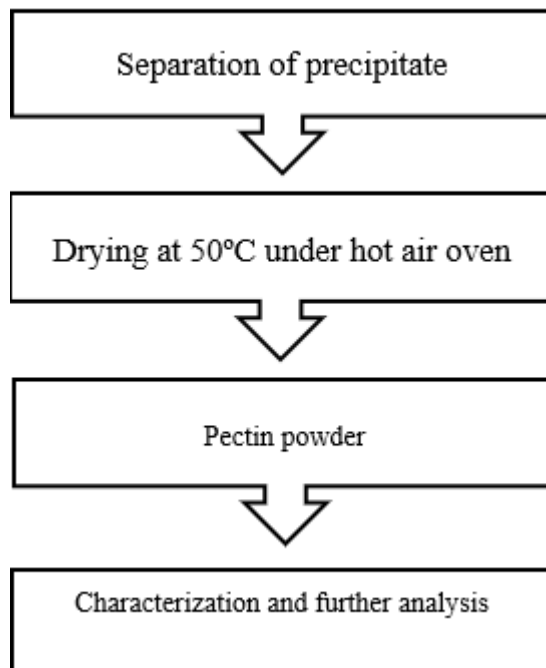 Separation of precipitate
Drying at 50ºC under hot air oven
Pectin powder
Characterization and further analysis